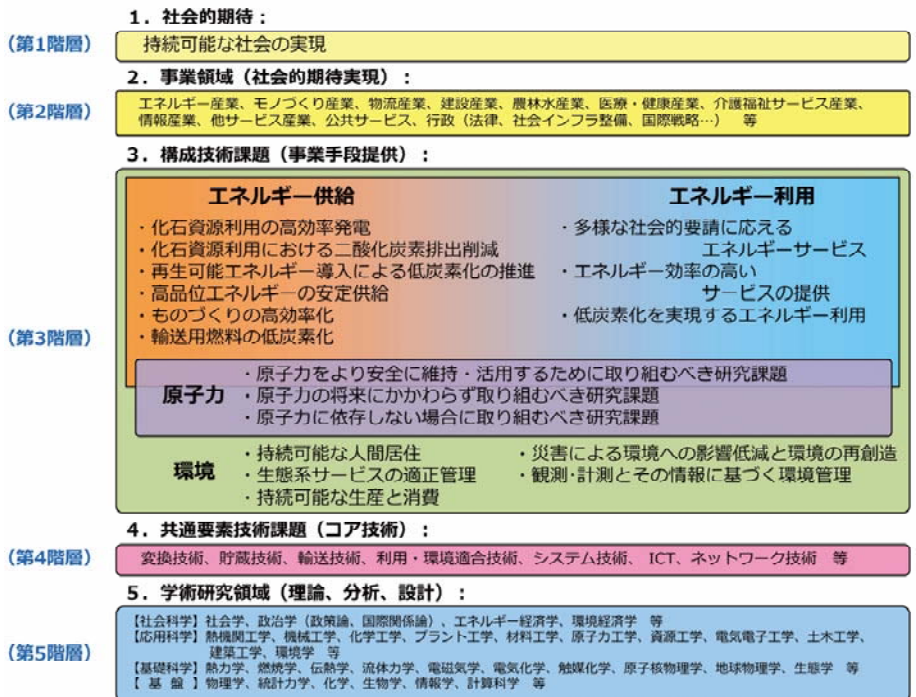 1．社会的期待：
（第1階層）
持続可能な社会の実現
2．事業領域（社会的期待実現）：
（第2階層）
エネルギー産業、モノづくり産業、物流産業、建設産業、農林水産業、医療・健康産業、介護福祉サービス産業、
情報産業、他サービス産業、公共サービス、行政（法律、社会インフラ整備、国際戦略…）　等
3．構成技術課題（事業手段提供）：
（第3階層）
エネルギー供給
・化石資源利用の高効率発電
・化石資源利用における二酸化炭素排出削減
・再生可能エネルギー導入による低炭素化の推進
・高品位エネルギーの安定供給
・ものづくりの高効率化
・輸送用燃料の低炭素化
エネルギー利用
・多様な社会的要請に応える
エネルギーサービス
・エネルギー効率の高い
サービスの提供
・低炭素化を実現するエネルギー利用
原子力
・原子力をより安全に維持・活用するために取り組むべき研究課題
・原子力の将来にかかわらず取り組むべき研究課題
・原子力に依存しない場合に取り組むべき研究課題
環境
・持続可能な人間居住
・生態系サービスの適正管理
・持続可能な生産と消費
・災害による環境への影響低減と環境の再創造
・観測･計測とその情報に基づく環境管理
4．共通要素技術課題（コア技術）：
（第4階層）
変換技術、貯蔵技術、輸送技術、利用・環境適合技術、システム技術、 ICT、ネットワーク技術　等
5．学術研究領域（理論、分析、設計）：
（第5階層）
【社会科学】社会学、政治学（政策論、国際関係論）、エネルギー経済学、環境経済学　等
【応用科学】熱機関工学、機械工学、化学工学、プラント工学、材料工学、原子力工学、資源工学、電気電子工学、土木工学、
建築工学、環境学　等
【基礎科学】熱力学、燃焼学、伝熱学、流体力学、電磁気学、電気化学、触媒化学、原子核物理学、地球物理学、生態学　等
【 基 盤 】物理学、統計力学、化学、生物学、情報学、計算科学　等